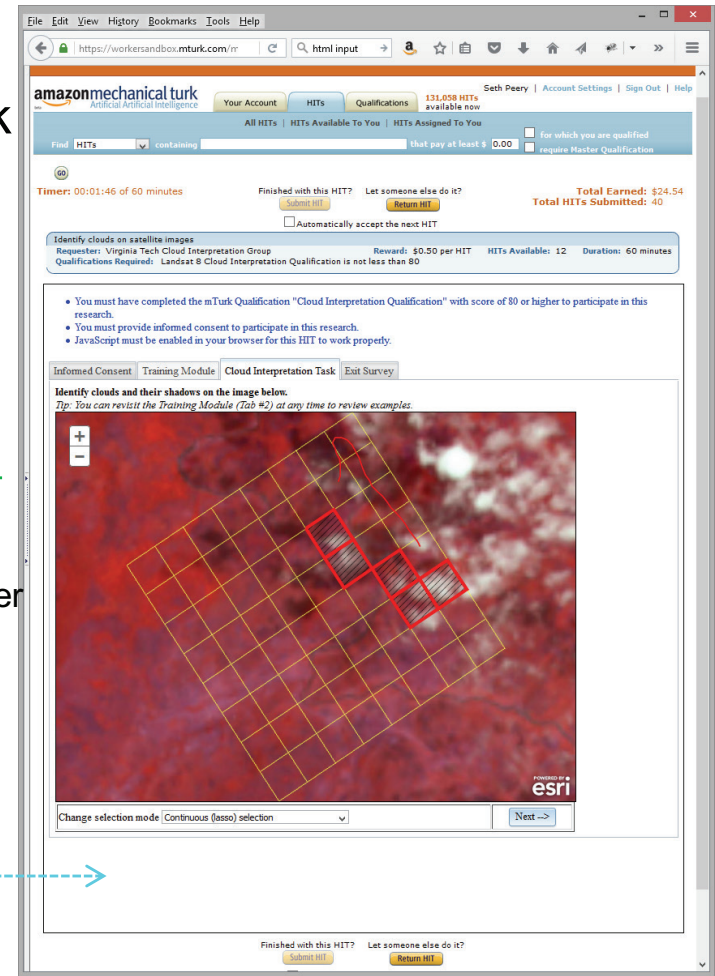 File Edit View History Bookmarks Tools Help
https://workersandbox.mturk.com/m
html input
amazonmechanical turk
Artificial Artificial Intelligence
Your Account
HITs
Qualifications
131,058 HITs
available now
Seth Peery | Account Settings | Sign Out | Help
All HITs | HITs Available To You | HITs Assigned To You
Find HITs containing that pay at least $ 0.00
for which you are qualified
require Master Qualification
GO
Timer: 00:01:46 of 60 minutes
Finished with this HIT? Let someone else do it?
Submit HIT Return HIT
Automatically accept the next HIT
Total Earned: $24.54
Total HITs Submitted: 40
Identify clouds on satellite images
Requester: Virginia Tech Cloud Interpretation Group Reward: $0.50 per HIT HITs Available: 12 Duration: 60 minutes
Qualifications Required: Landsat 8 Cloud Interpretation Qualification is not less than 80
• You must have completed the mTurk Qualification "Cloud Interpretation Qualification" with score of 80 or higher to participate in this
research.
• You must provide informed consent to participate in this research.
• JavaScript must be enabled in your browser for this HIT to work properly.
Informed Consent Training Module Cloud Interpretation Task Exit Survey
Identify clouds and their shadows on the image below.
Tip: You can revisit the Training Module (Tab #2) at any time to review examples.
+
−
POWERED BY
esri
Change selection mode Continuous (lasso) selection
Next -->
Finished with this HIT? Let someone else do it?
Submit HIT Return HIT
k
er